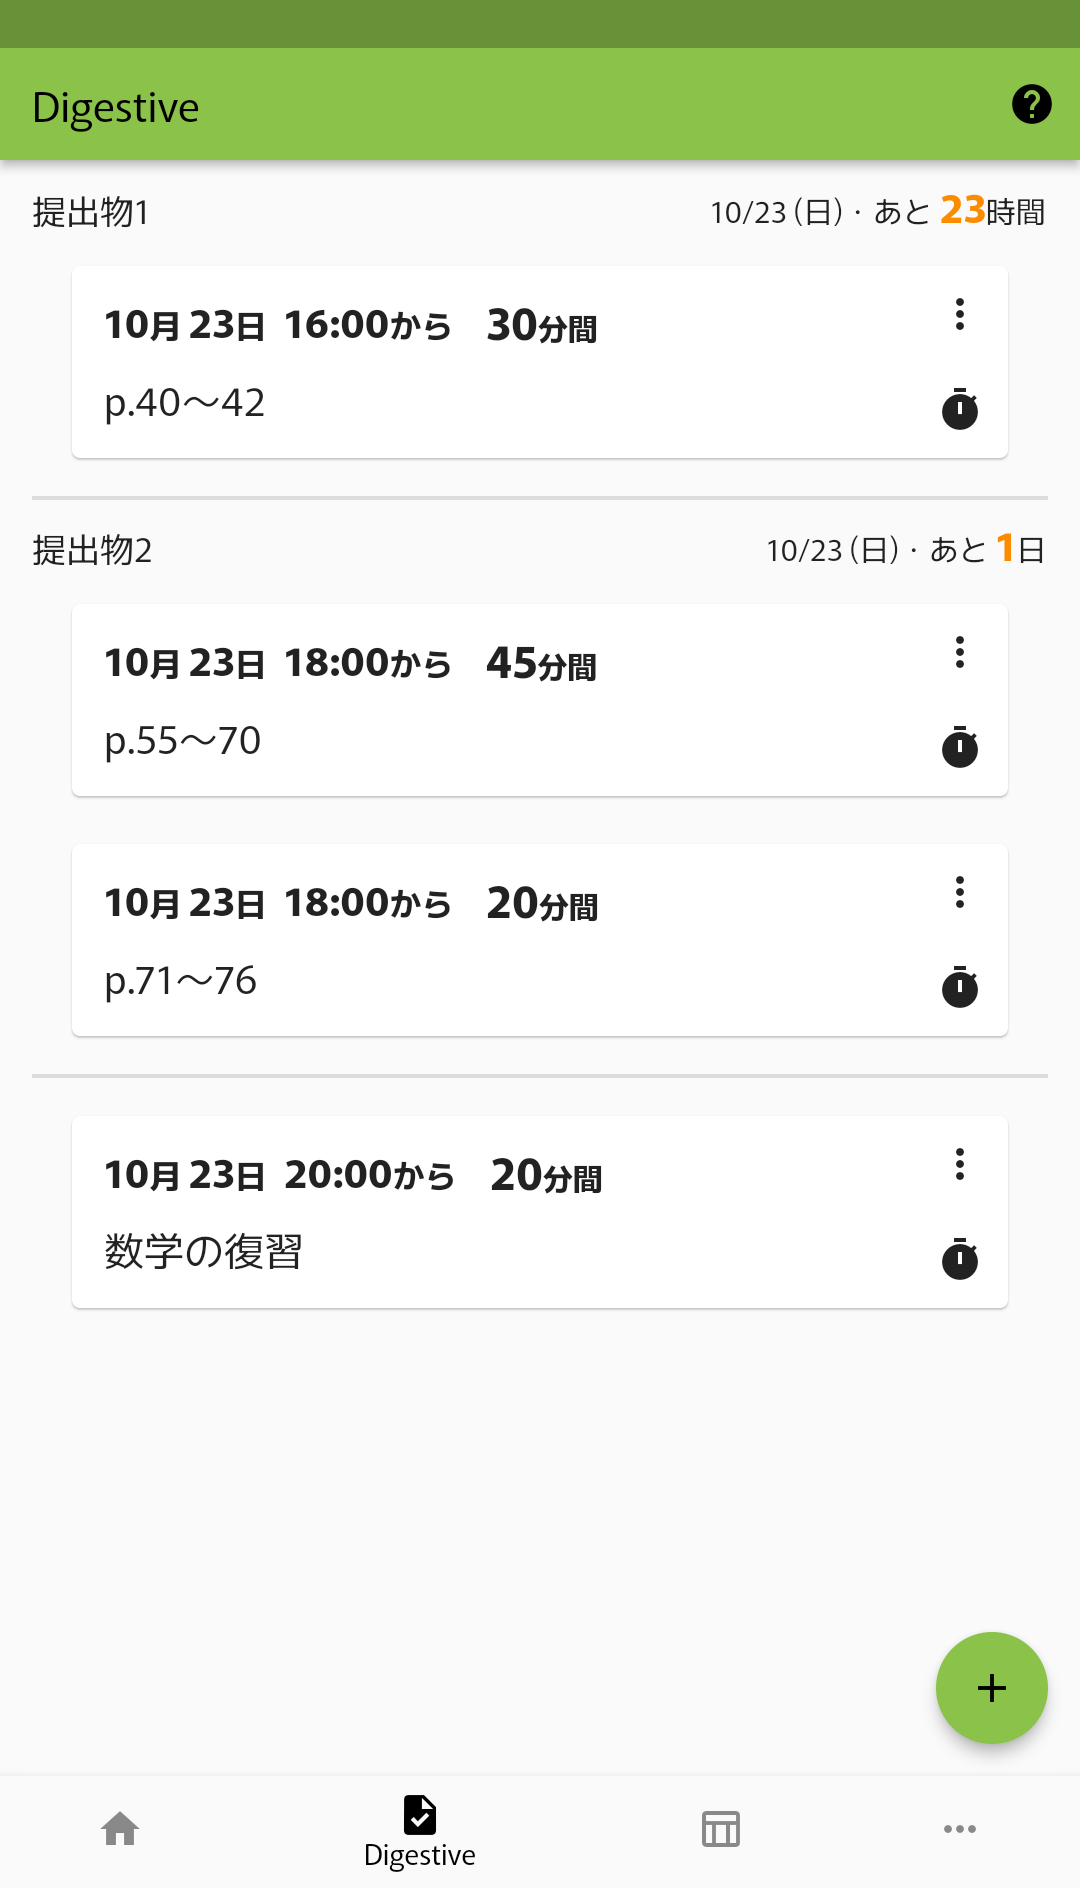 Digestive
提出物1 10/23 (日)・あと 23時間
10月 23日 16:00から 30分間
p.40〜42
提出物2 10/23 (日)・あと 1日
10月 23日 18:00から 45分間
p.55〜70
10月 23日 18:00から 20分間
p.71〜76
10月 23日 20:00から 20分間
数学の復習
Digestive